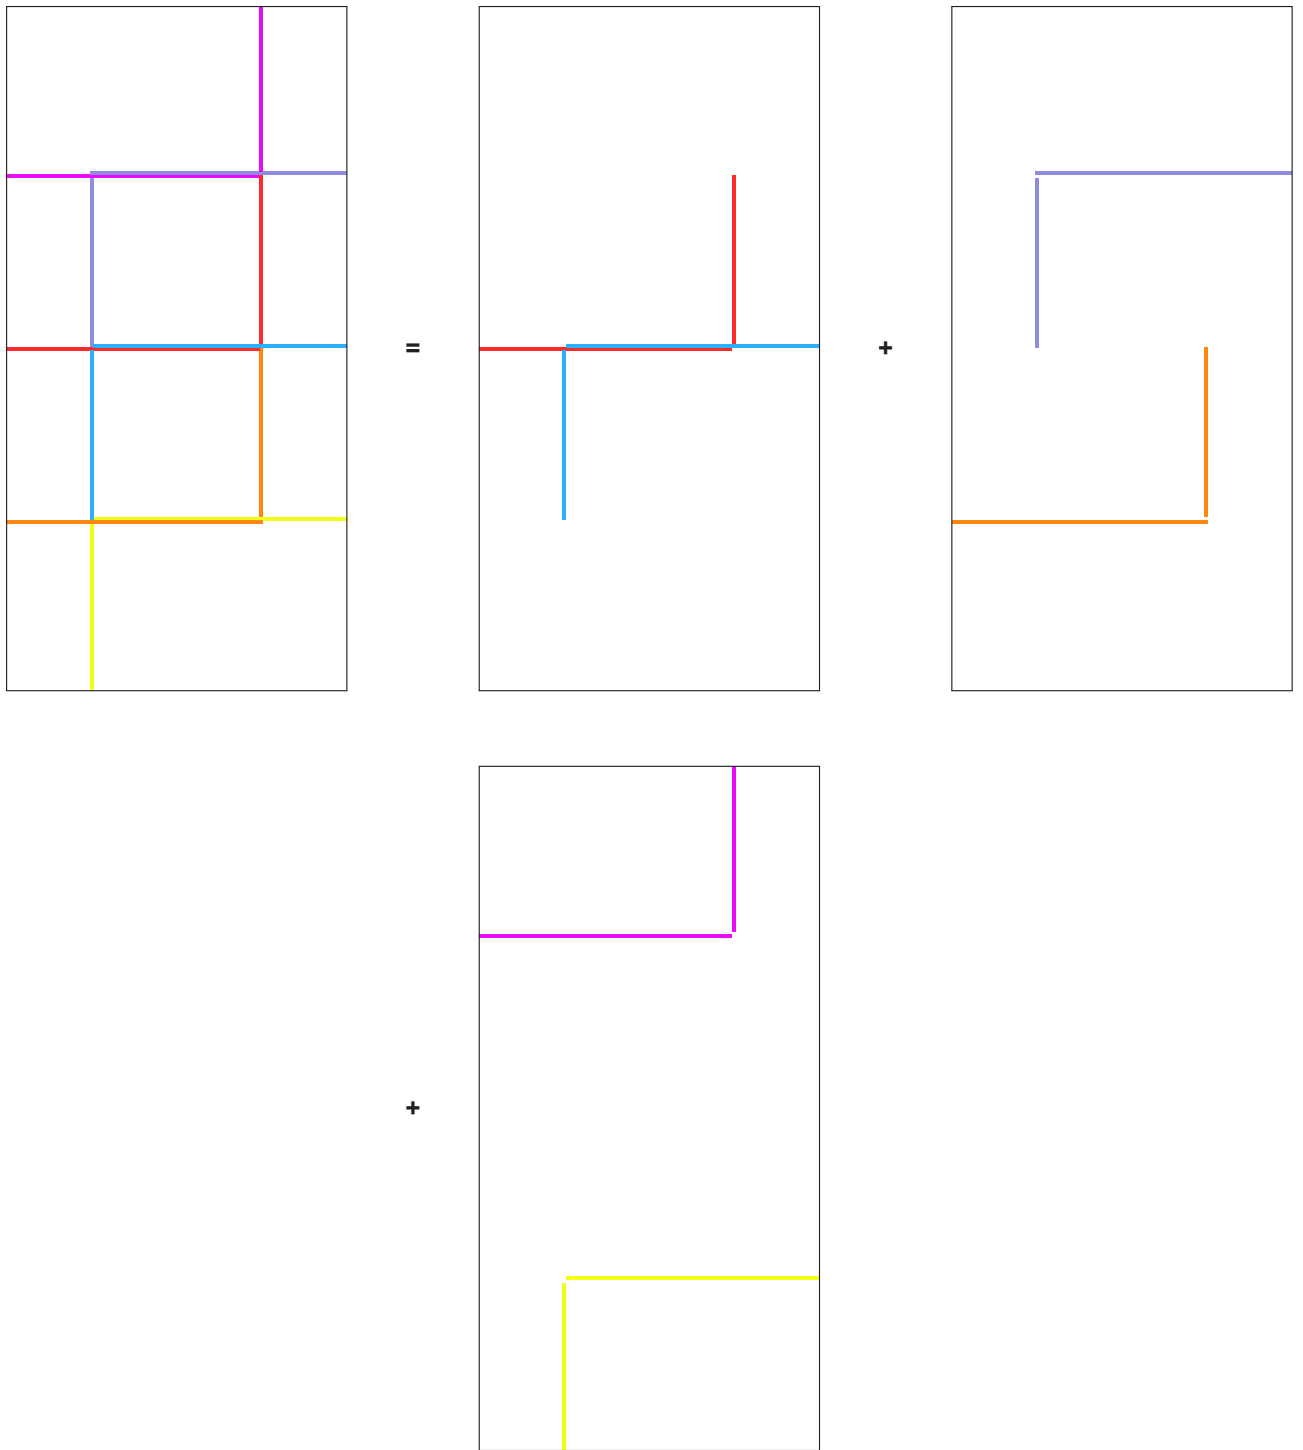 = +
+